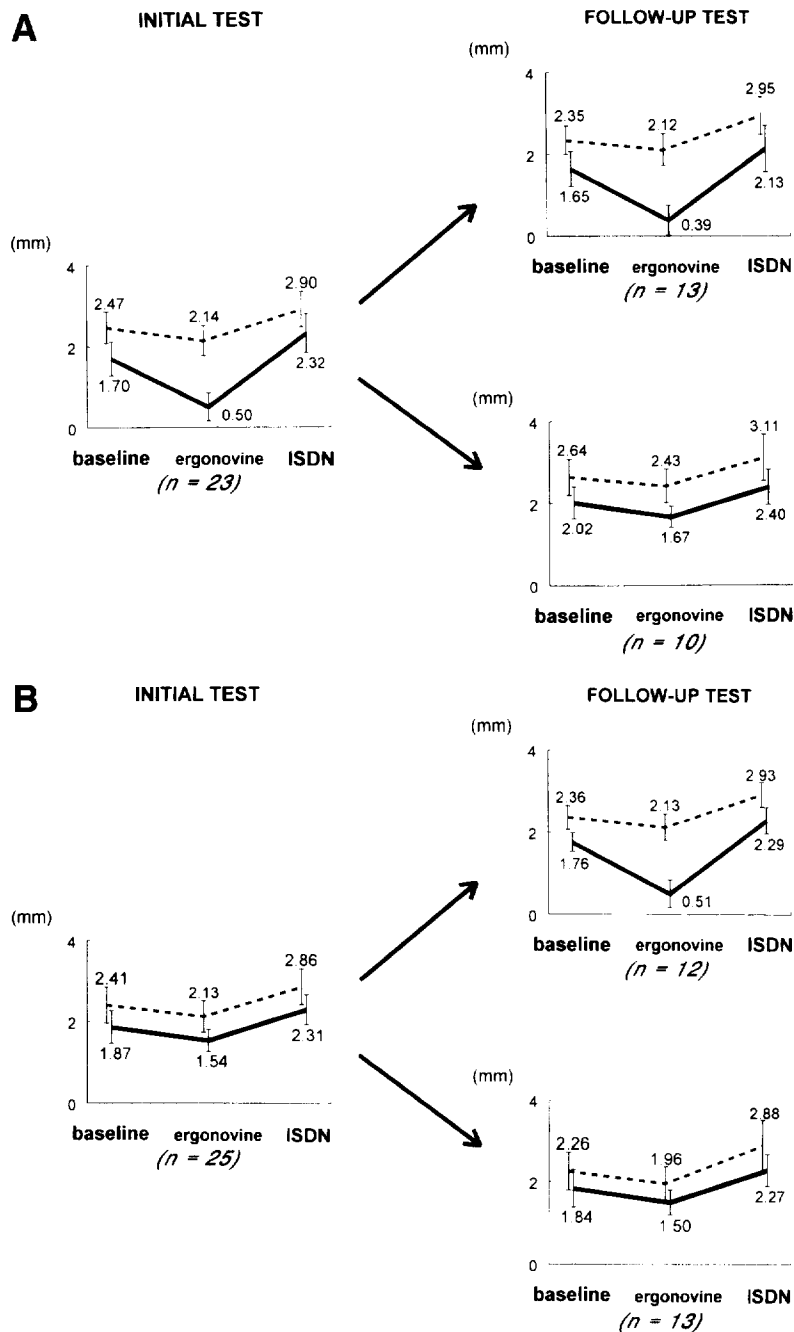 A
INITIAL TEST
FOLLOW-UP TEST
(mm)
4
2
0
2.35
2.12
2.95
1.65
0.39
2.13
baseline ergonovine ISDN
(n = 13)
(mm)
4
2
0
2.47
2.14
2.90
1.70
0.50
2.32
baseline ergonovine ISDN
(n = 23)
(mm)
4
2
0
2.64
2.43
3.11
2.02
1.67
2.40
baseline ergonovine ISDN
(n = 10)
B
INITIAL TEST
FOLLOW-UP TEST
(mm)
4
2
0
2.36
2.13
2.93
1.76
0.51
2.29
baseline ergonovine ISDN
(n = 12)
(mm)
4
2
0
2.41
2.13
2.86
1.87
1.54
2.31
baseline ergonovine ISDN
(n = 25)
(mm)
4
2
0
2.26
1.96
2.88
1.84
1.50
2.27
baseline ergonovine ISDN
(n = 13)